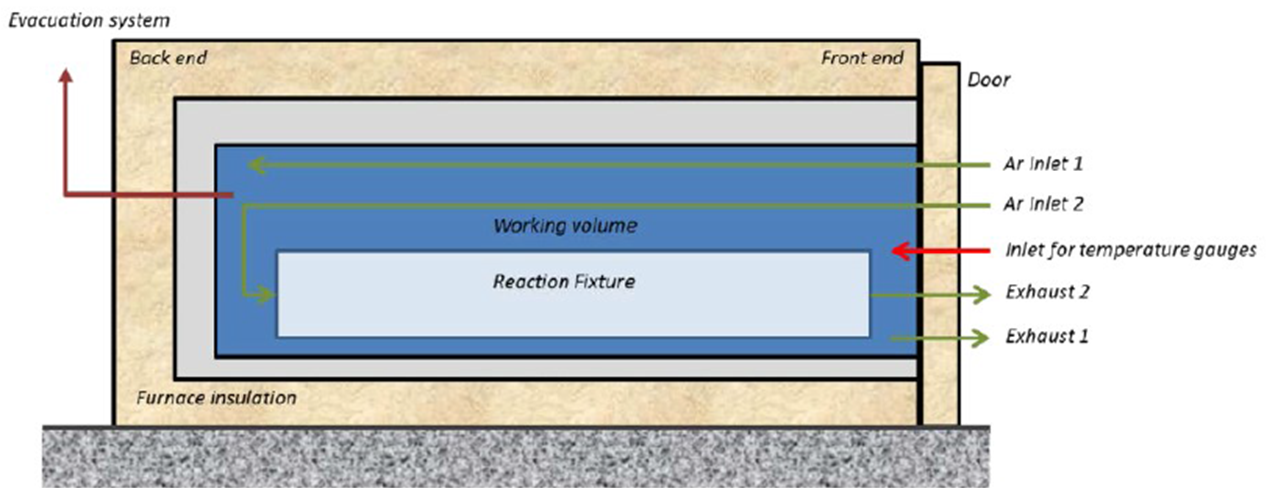 Evacuation system
Back end
Front end
Door
Ar Inlet 1
Ar Inlet 2
Working volume
Inlet for temperature gauges
Reaction Fixture
Exhaust 2
Exhaust 1
Furnace insulation